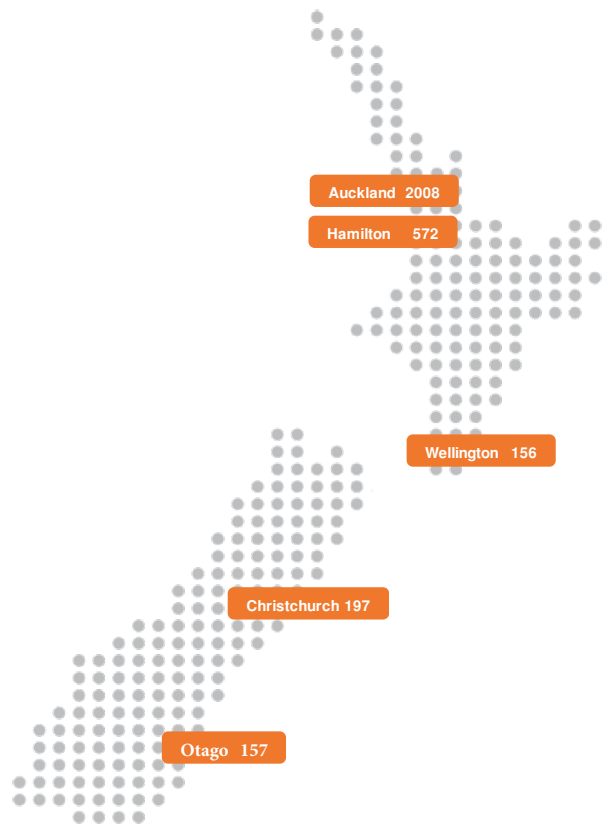 Auckland 2008
Hamilton 572
Wellington 156
Christchurch 197
Otago 157